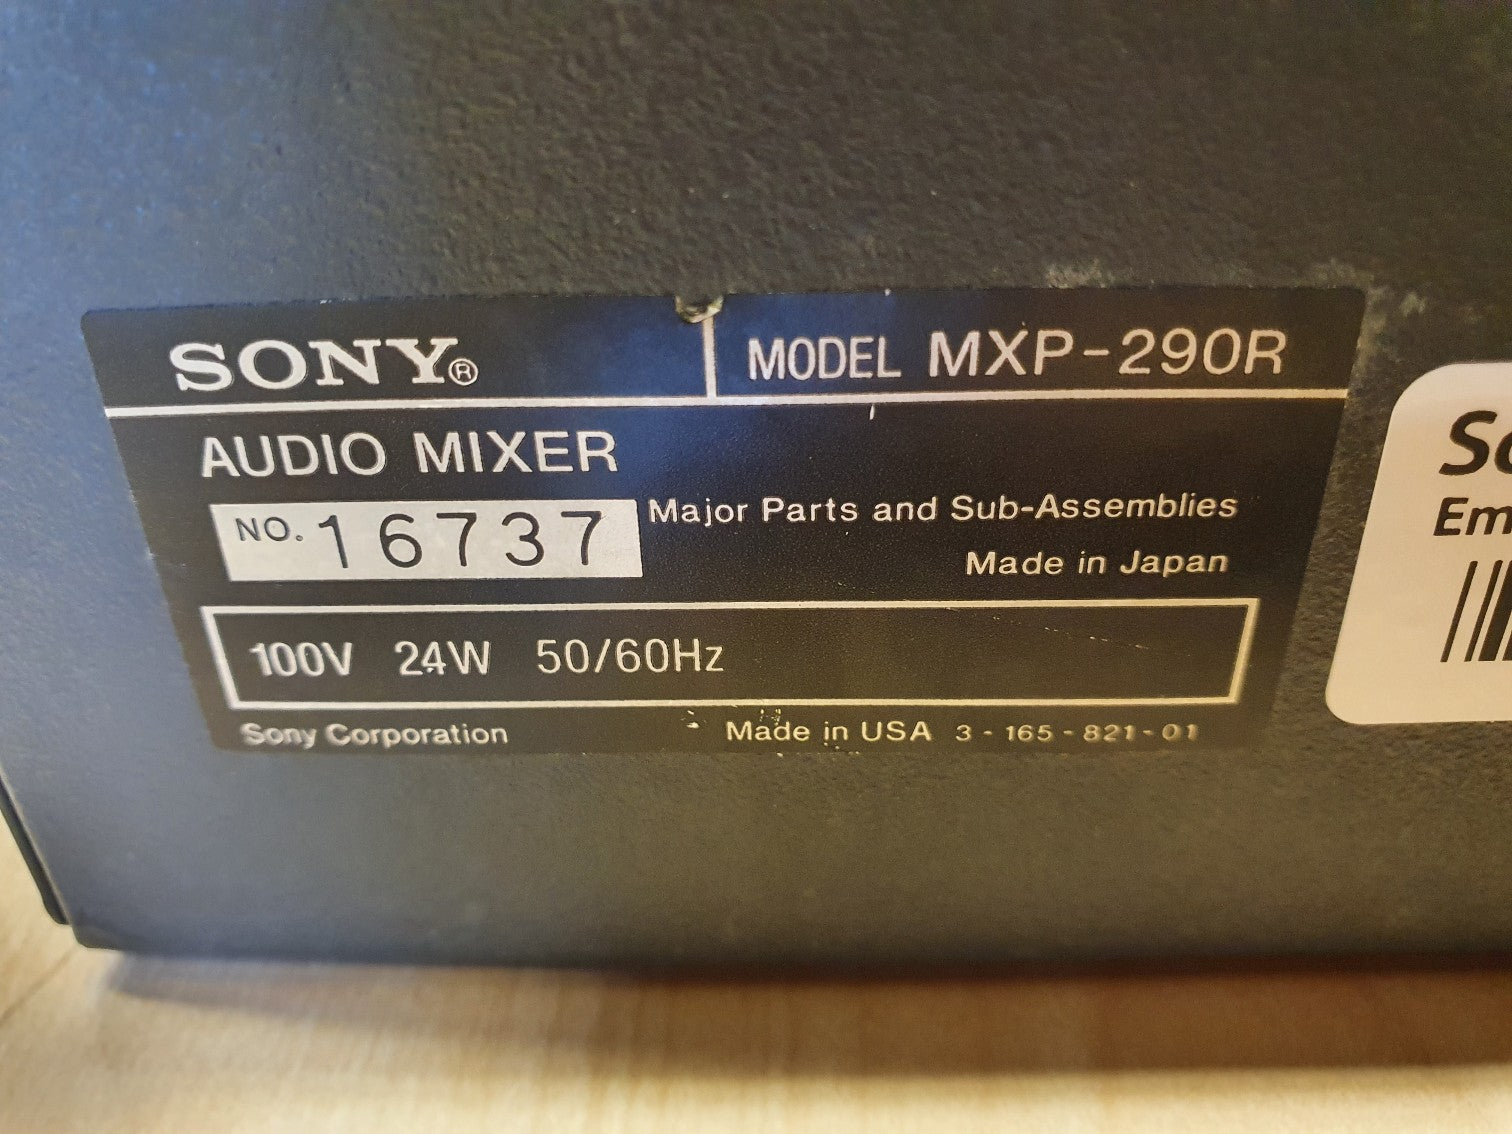 SONY® MODEL MXP-290R
AUDIO MIXER
NO. 16737
Major Parts and Sub-Assemblies
Made in Japan
100V 24W 50/60Hz
Sony Corporation Made in USA 3-165-821-01